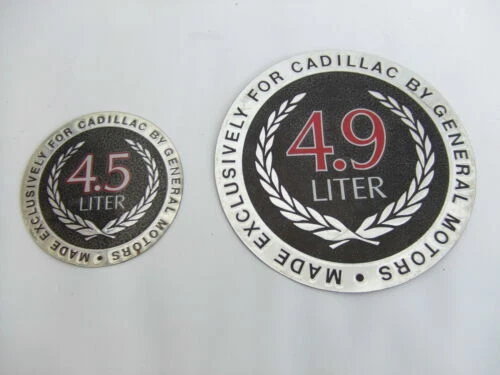 MADE EXCLUSIVELY FOR CADILLAC BY GENERAL MOTORS •
4.5
LITER
MADE EXCLUSIVELY FOR CADILLAC BY GENERAL MOTORS •
4.9
LITER